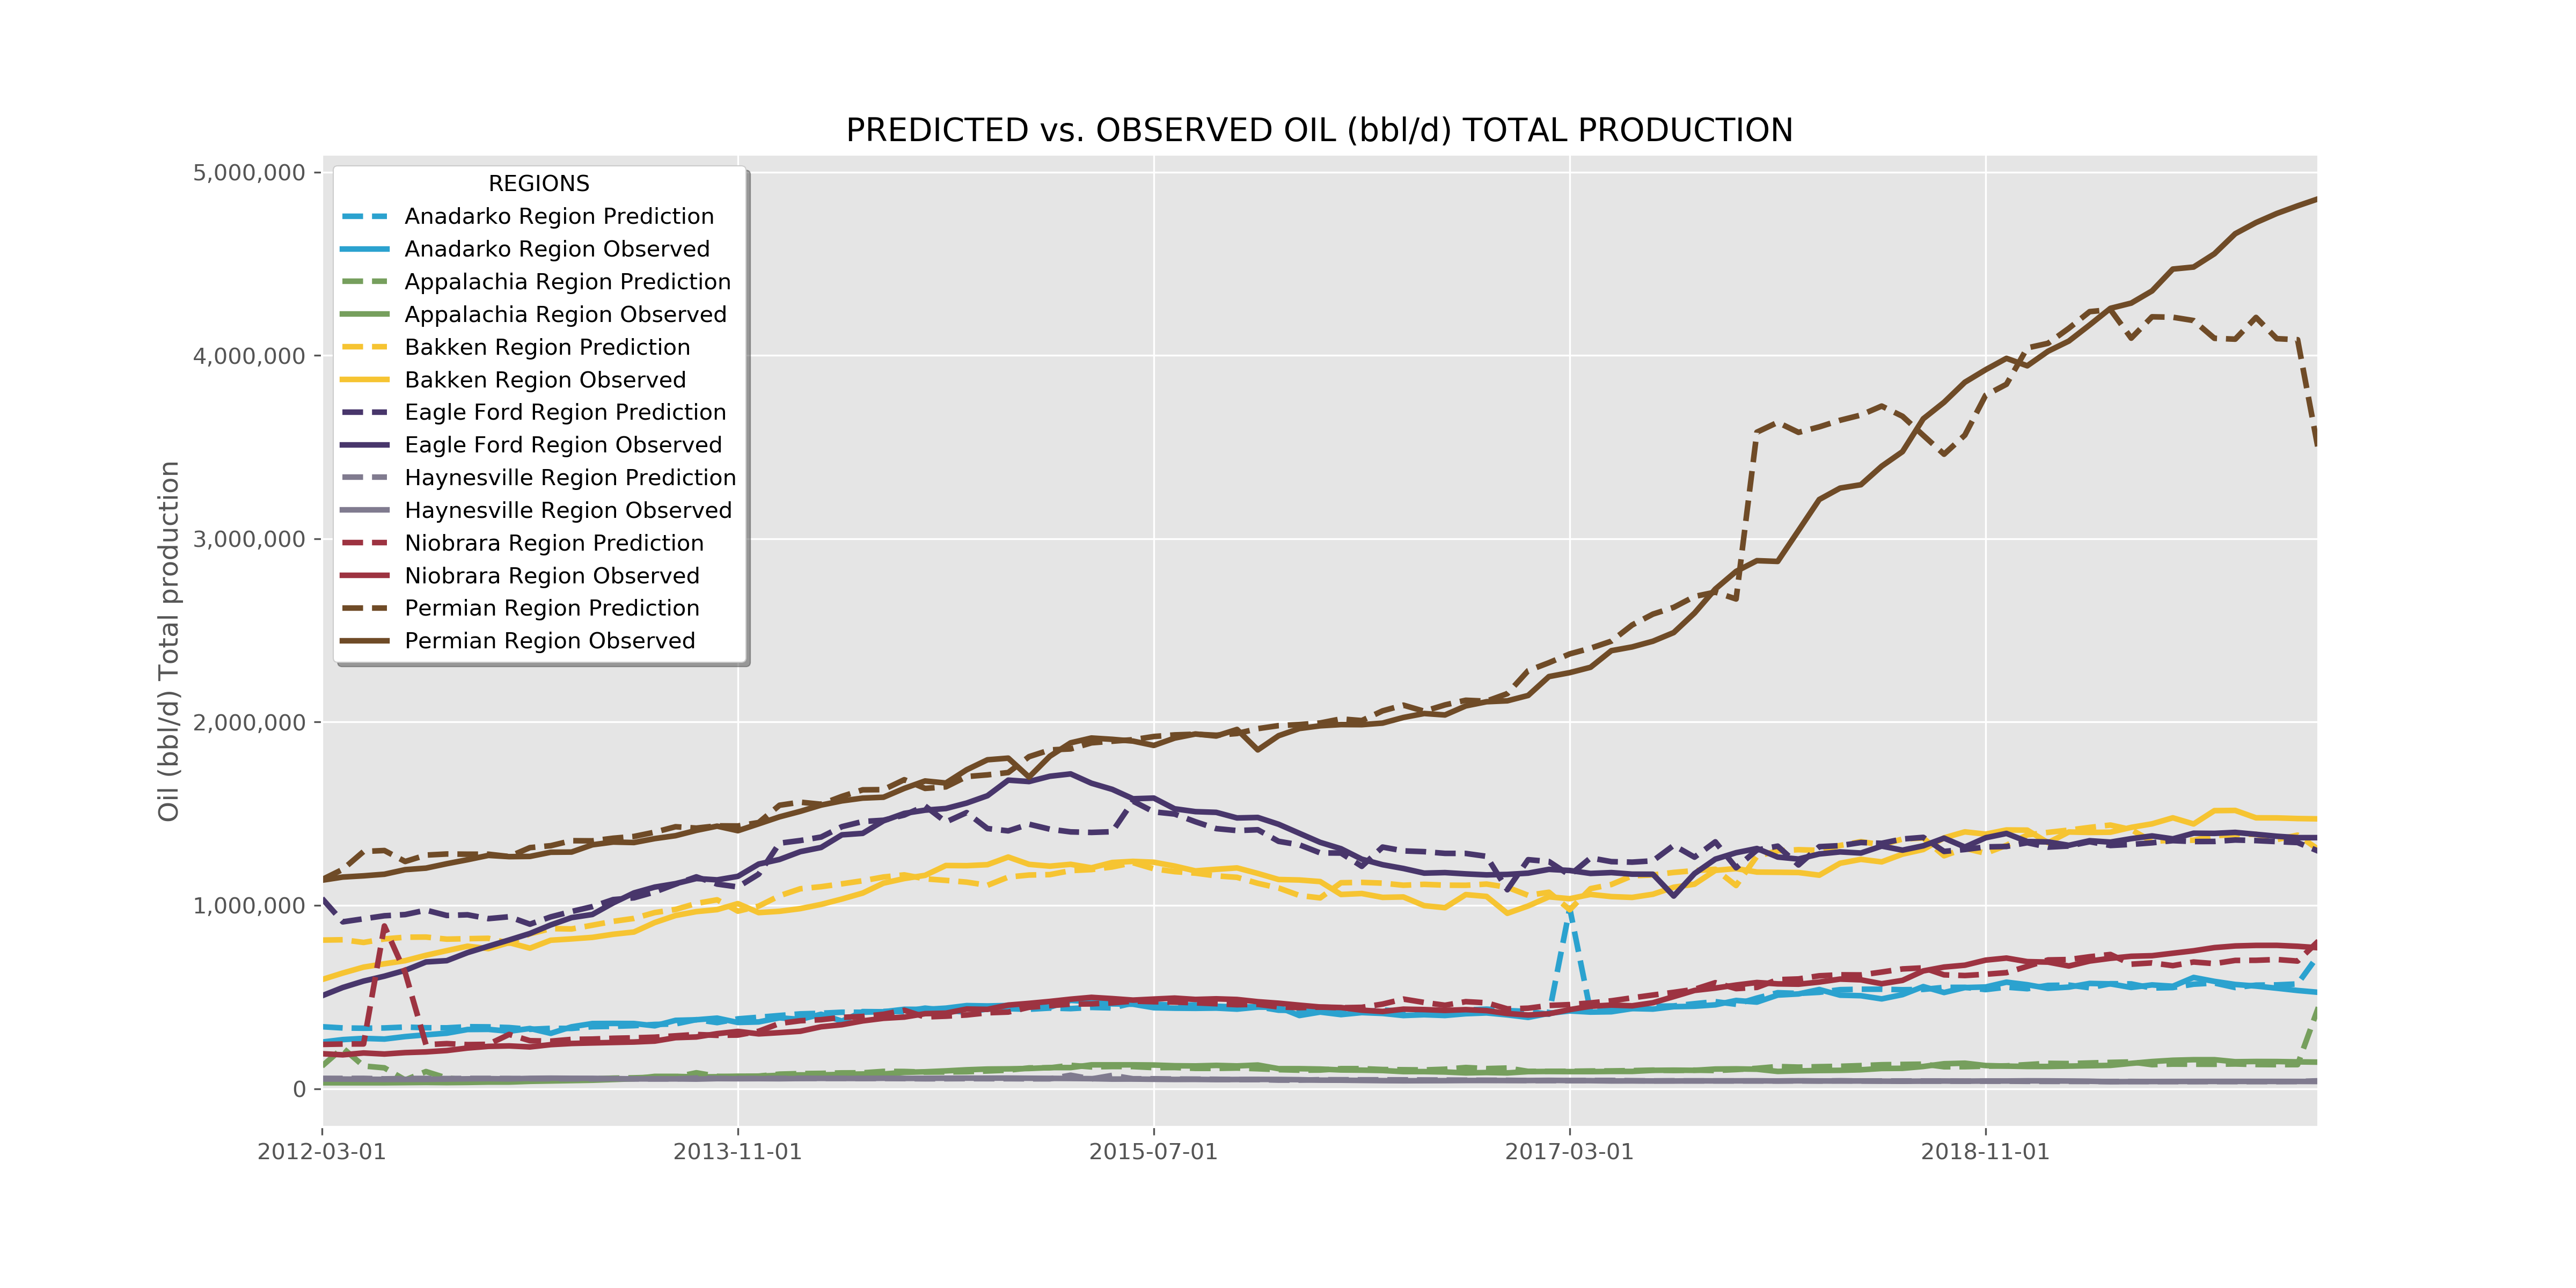 PREDICTED vs. OBSERVED OIL (bbl/d) TOTAL PRODUCTION
Oil (bbl/d) Total production
5,000,000
4,000,000
3,000,000
2,000,000
1,000,000
0
REGIONS
Anadarko Region Prediction
Anadarko Region Observed
Appalachia Region Prediction
Appalachia Region Observed
Bakken Region Prediction
Bakken Region Observed
Eagle Ford Region Prediction
Eagle Ford Region Observed
Haynesville Region Prediction
Haynesville Region Observed
Niobrara Region Prediction
Niobrara Region Observed
Permian Region Prediction
Permian Region Observed
2012-03-01
2013-11-01
2015-07-01
2017-03-01
2018-11-01